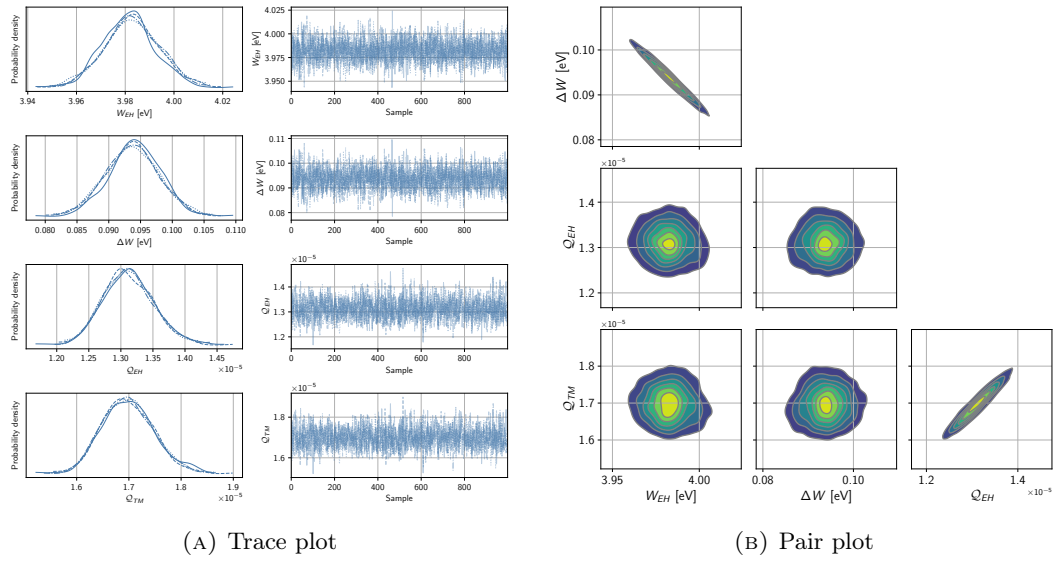 Probability density
3.94 3.96 3.98 4.00 4.02
W_EH [eV]
W_EH [eV]
4.025
4.000
3.975
3.950
0 200 400 600 800
Sample
Probability density
0.080 0.085 0.090 0.095 0.100 0.105 0.110
ΔW [eV]
ΔW [eV]
0.11
0.10
0.09
0.08
0 200 400 600 800
Sample
Probability density
1.20 1.25 1.30 1.35 1.40 1.45
×10⁻⁵
Q_EH
×10⁻⁵
Q_EH
1.4
1.3
1.2
0 200 400 600 800
Sample
Probability density
1.6 1.7 1.8 1.9
×10⁻⁵
Q_TM
×10⁻⁵
Q_TM
1.8
1.6
0 200 400 600 800
Sample
(A) Trace plot
ΔW [eV]
0.10
0.08
×10⁻⁵
Q_EH
1.4
1.3
1.2
×10⁻⁵
Q_TM
1.8
1.7
1.6
3.95 4.00
W_EH [eV]
0.08 0.10
ΔW [eV]
1.2 1.4
×10⁻⁵
Q_EH
(B) Pair plot